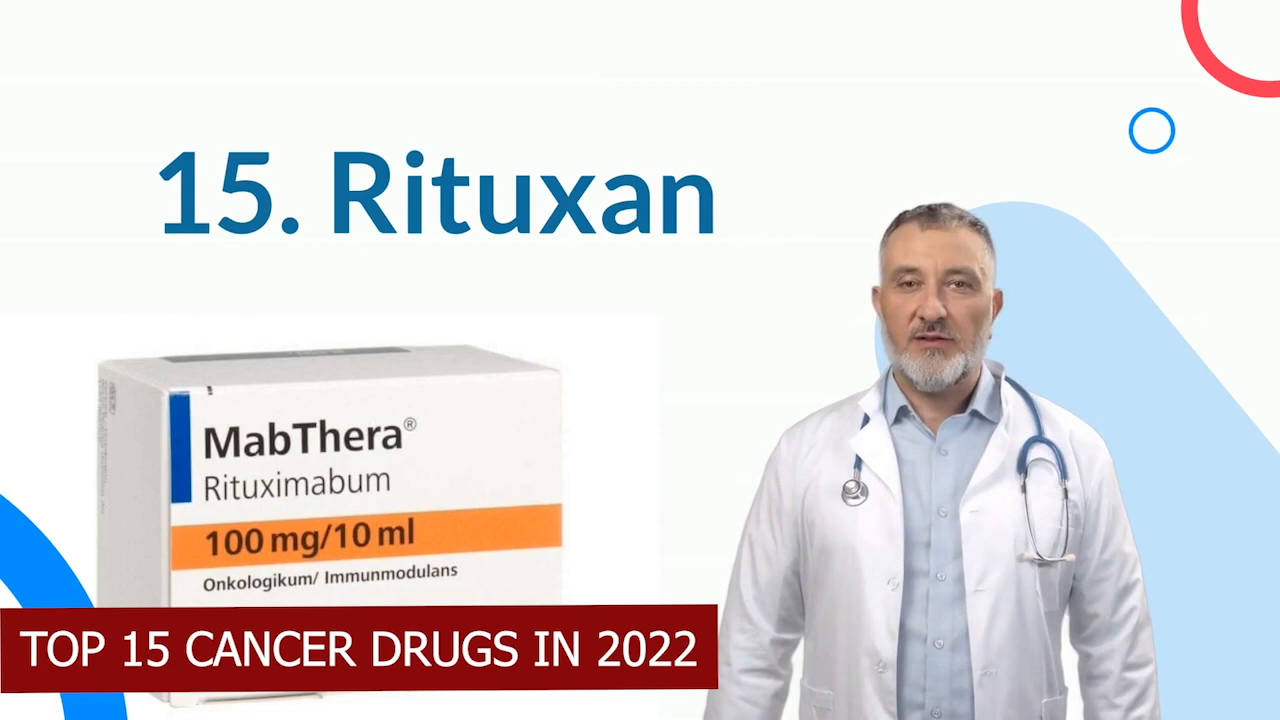 15. Rituxan
MabThera®
Rituximabum
100 mg/10 ml
Onkologikum/ Immunmodulans
TOP 15 CANCER DRUGS IN 2022